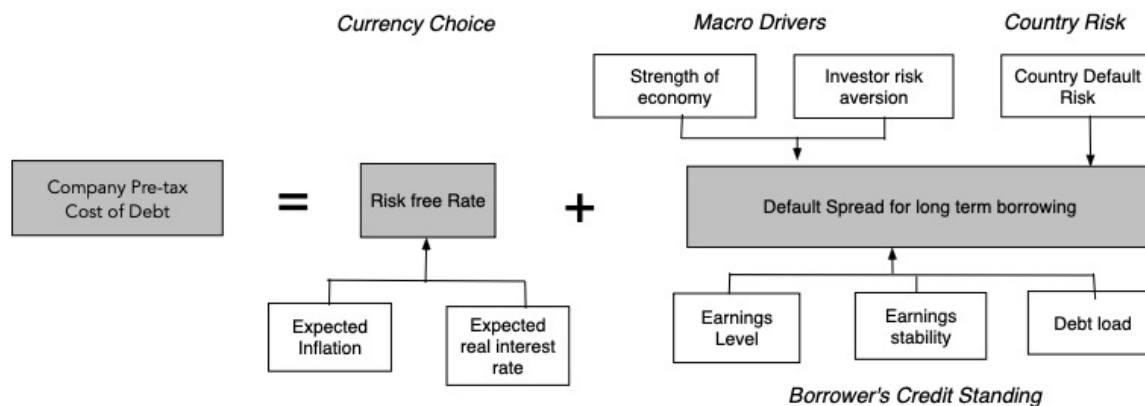 Currency Choice
Macro Drivers
Country Risk
Strength of
economy
Investor risk
aversion
Country Default
Risk
Company Pre-tax
Cost of Debt
=
Risk free Rate
+
Default Spread for long term borrowing
Expected
Inflation
Expected
real interest
rate
Earnings
Level
Earnings
stability
Debt load
Borrower's Credit Standing